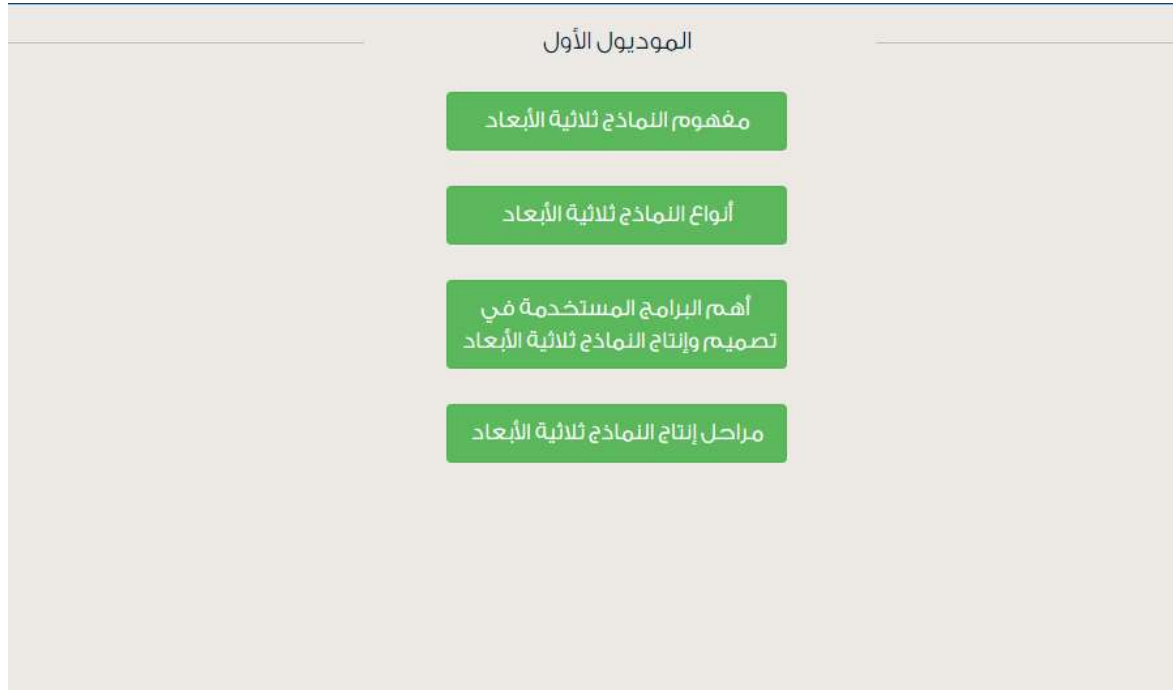 الموديول الأول
مفهوم النماذج ثلاثية الأبعاد
أنواع النماذج ثلاثية الأبعاد
أهم البرامج المستخدمة في
تصميم وإنتاج النماذج ثلاثية الأبعاد
مراحل إنتاج النماذج ثلاثية الأبعاد